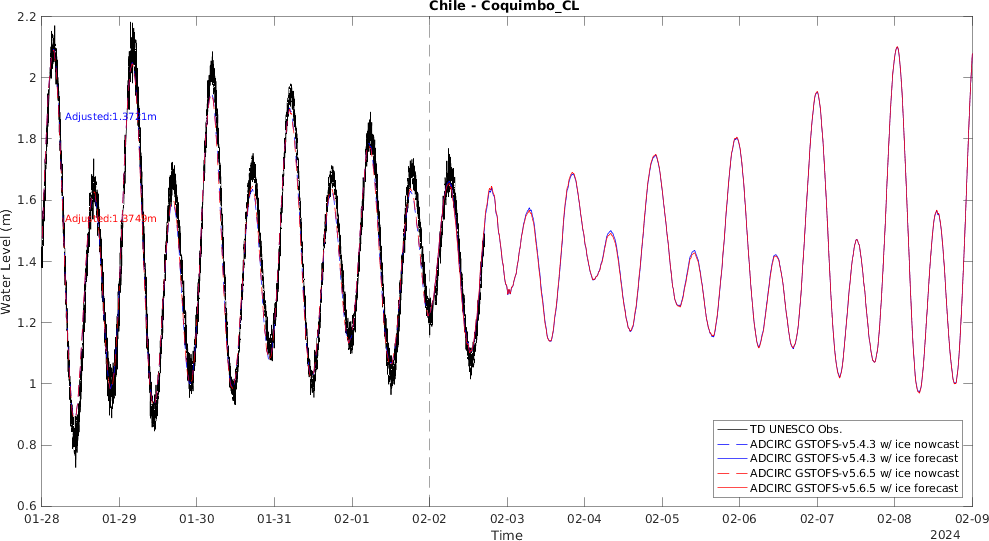 Chile - Coquimbo_CL
2.2
2
1.8
1.6
1.4
1.2
1
0.8
0.6
Water Level (m)
Adjusted:1.3721m
Adjusted:1.3749m
TD UNESCO Obs.
ADCIRC GSTOFS-v5.4.3 w/ ice nowcast
ADCIRC GSTOFS-v5.4.3 w/ ice forecast
ADCIRC GSTOFS-v5.6.5 w/ ice nowcast
ADCIRC GSTOFS-v5.6.5 w/ ice forecast
01-28 01-29 01-30 01-31 02-01 02-02 02-03 02-04 02-05 02-06 02-07 02-08 02-09
Time
2024